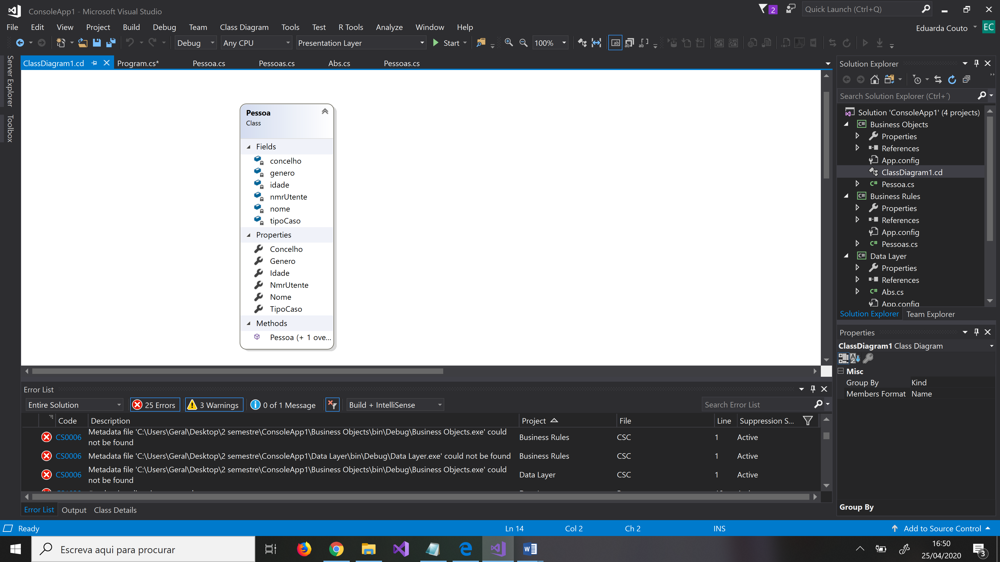 ConsoleApp1 - Microsoft Visual Studio
2
Quick Launch (Ctrl+Q)
File Edit View Project Build Debug Team Class Diagram Tools Test R Tools Analyze Window Help
Eduarda Couto
EC
Debug Any CPU Presentation Layer Start 100%
Server Explorer
Toolbox
ClassDiagram1.cd Program.cs* Pessoa.cs Pessoas.cs Abs.cs Pessoas.cs
Pessoa
Class
Fields
concelho
genero
idade
nmrUtente
nome
tipoCaso
Properties
Concelho
Genero
Idade
NmrUtente
Nome
TipoCaso
Methods
Pessoa (+ 1 ove...
Solution Explorer
Search Solution Explorer (Ctrl+´)
Solution 'ConsoleApp1' (4 projects)
Business Objects
Properties
References
App.config
ClassDiagram1.cd
Pessoa.cs
Business Rules
Properties
References
App.config
Pessoas.cs
Data Layer
Properties
References
Abs.cs
App.config
Solution Explorer Team Explorer
Properties
ClassDiagram1 Class Diagram
Misc
Group By Kind
Members Format Name
Group By
Error List
Entire Solution 25 Errors 3 Warnings 0 of 1 Message Build + IntelliSense Search Error List
Code Description Project File Line Suppression S...
CS0006 Metadata file 'C:\Users\Geral\Desktop\2 semestre\ConsoleApp1\Business Objects\bin\Debug\Business Objects.exe' could
not be found Business Rules CSC 1 Active
CS0006 Metadata file 'C:\Users\Geral\Desktop\2 semestre\ConsoleApp1\Data Layer\bin\Debug\Data Layer.exe' could not be found Business Rules CSC 1 Active
CS0006 Metadata file 'C:\Users\Geral\Desktop\2 semestre\ConsoleApp1\Business Objects\bin\Debug\Business Objects.exe' could
not be found Data Layer CSC 1 Active
Error List Output Class Details
Ready Ln 14 Col 2 Ch 2 INS Add to Source Control
Escreva aqui para procurar
16:50
25/04/2020
3